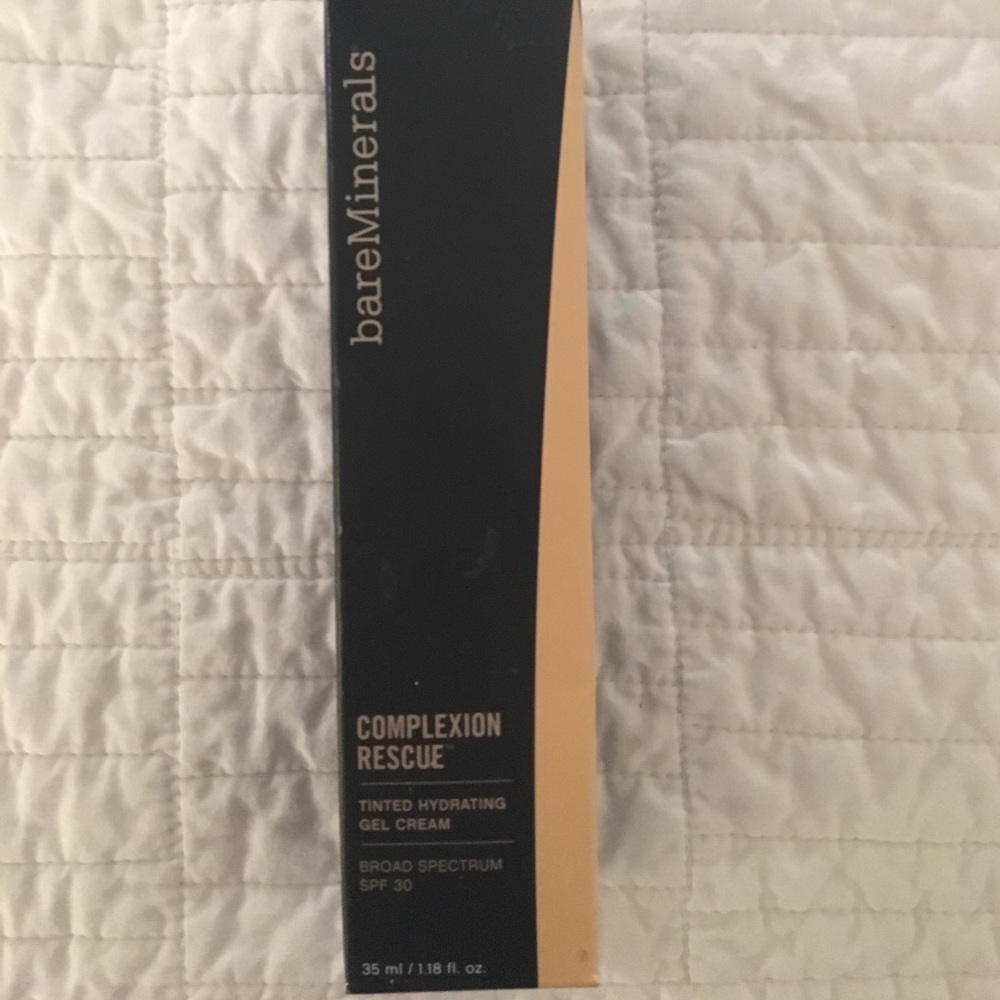 bareMinerals
COMPLEXION
RESCUE™
TINTED HYDRATING
GEL CREAM
BROAD SPECTRUM
SPF 30
35 ml / 1.18 fl. oz.